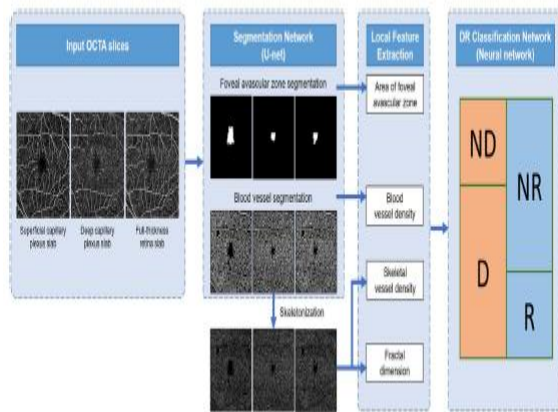 Input OCTA slices
Superficial capillary
plexus slab
Deep capillary
plexus slab
Full-thickness
retina slab
Segmentation Network
(U-net)
Foveal avascular zone segmentation
Blood vessel segmentation
Skeletonization
Local Feature
Extraction
Area of foveal
avascular zone
Blood
vessel density
Skeletal
vessel density
Fractal
dimension
DR Classification Network
(Neural network)
ND
NR
D
R